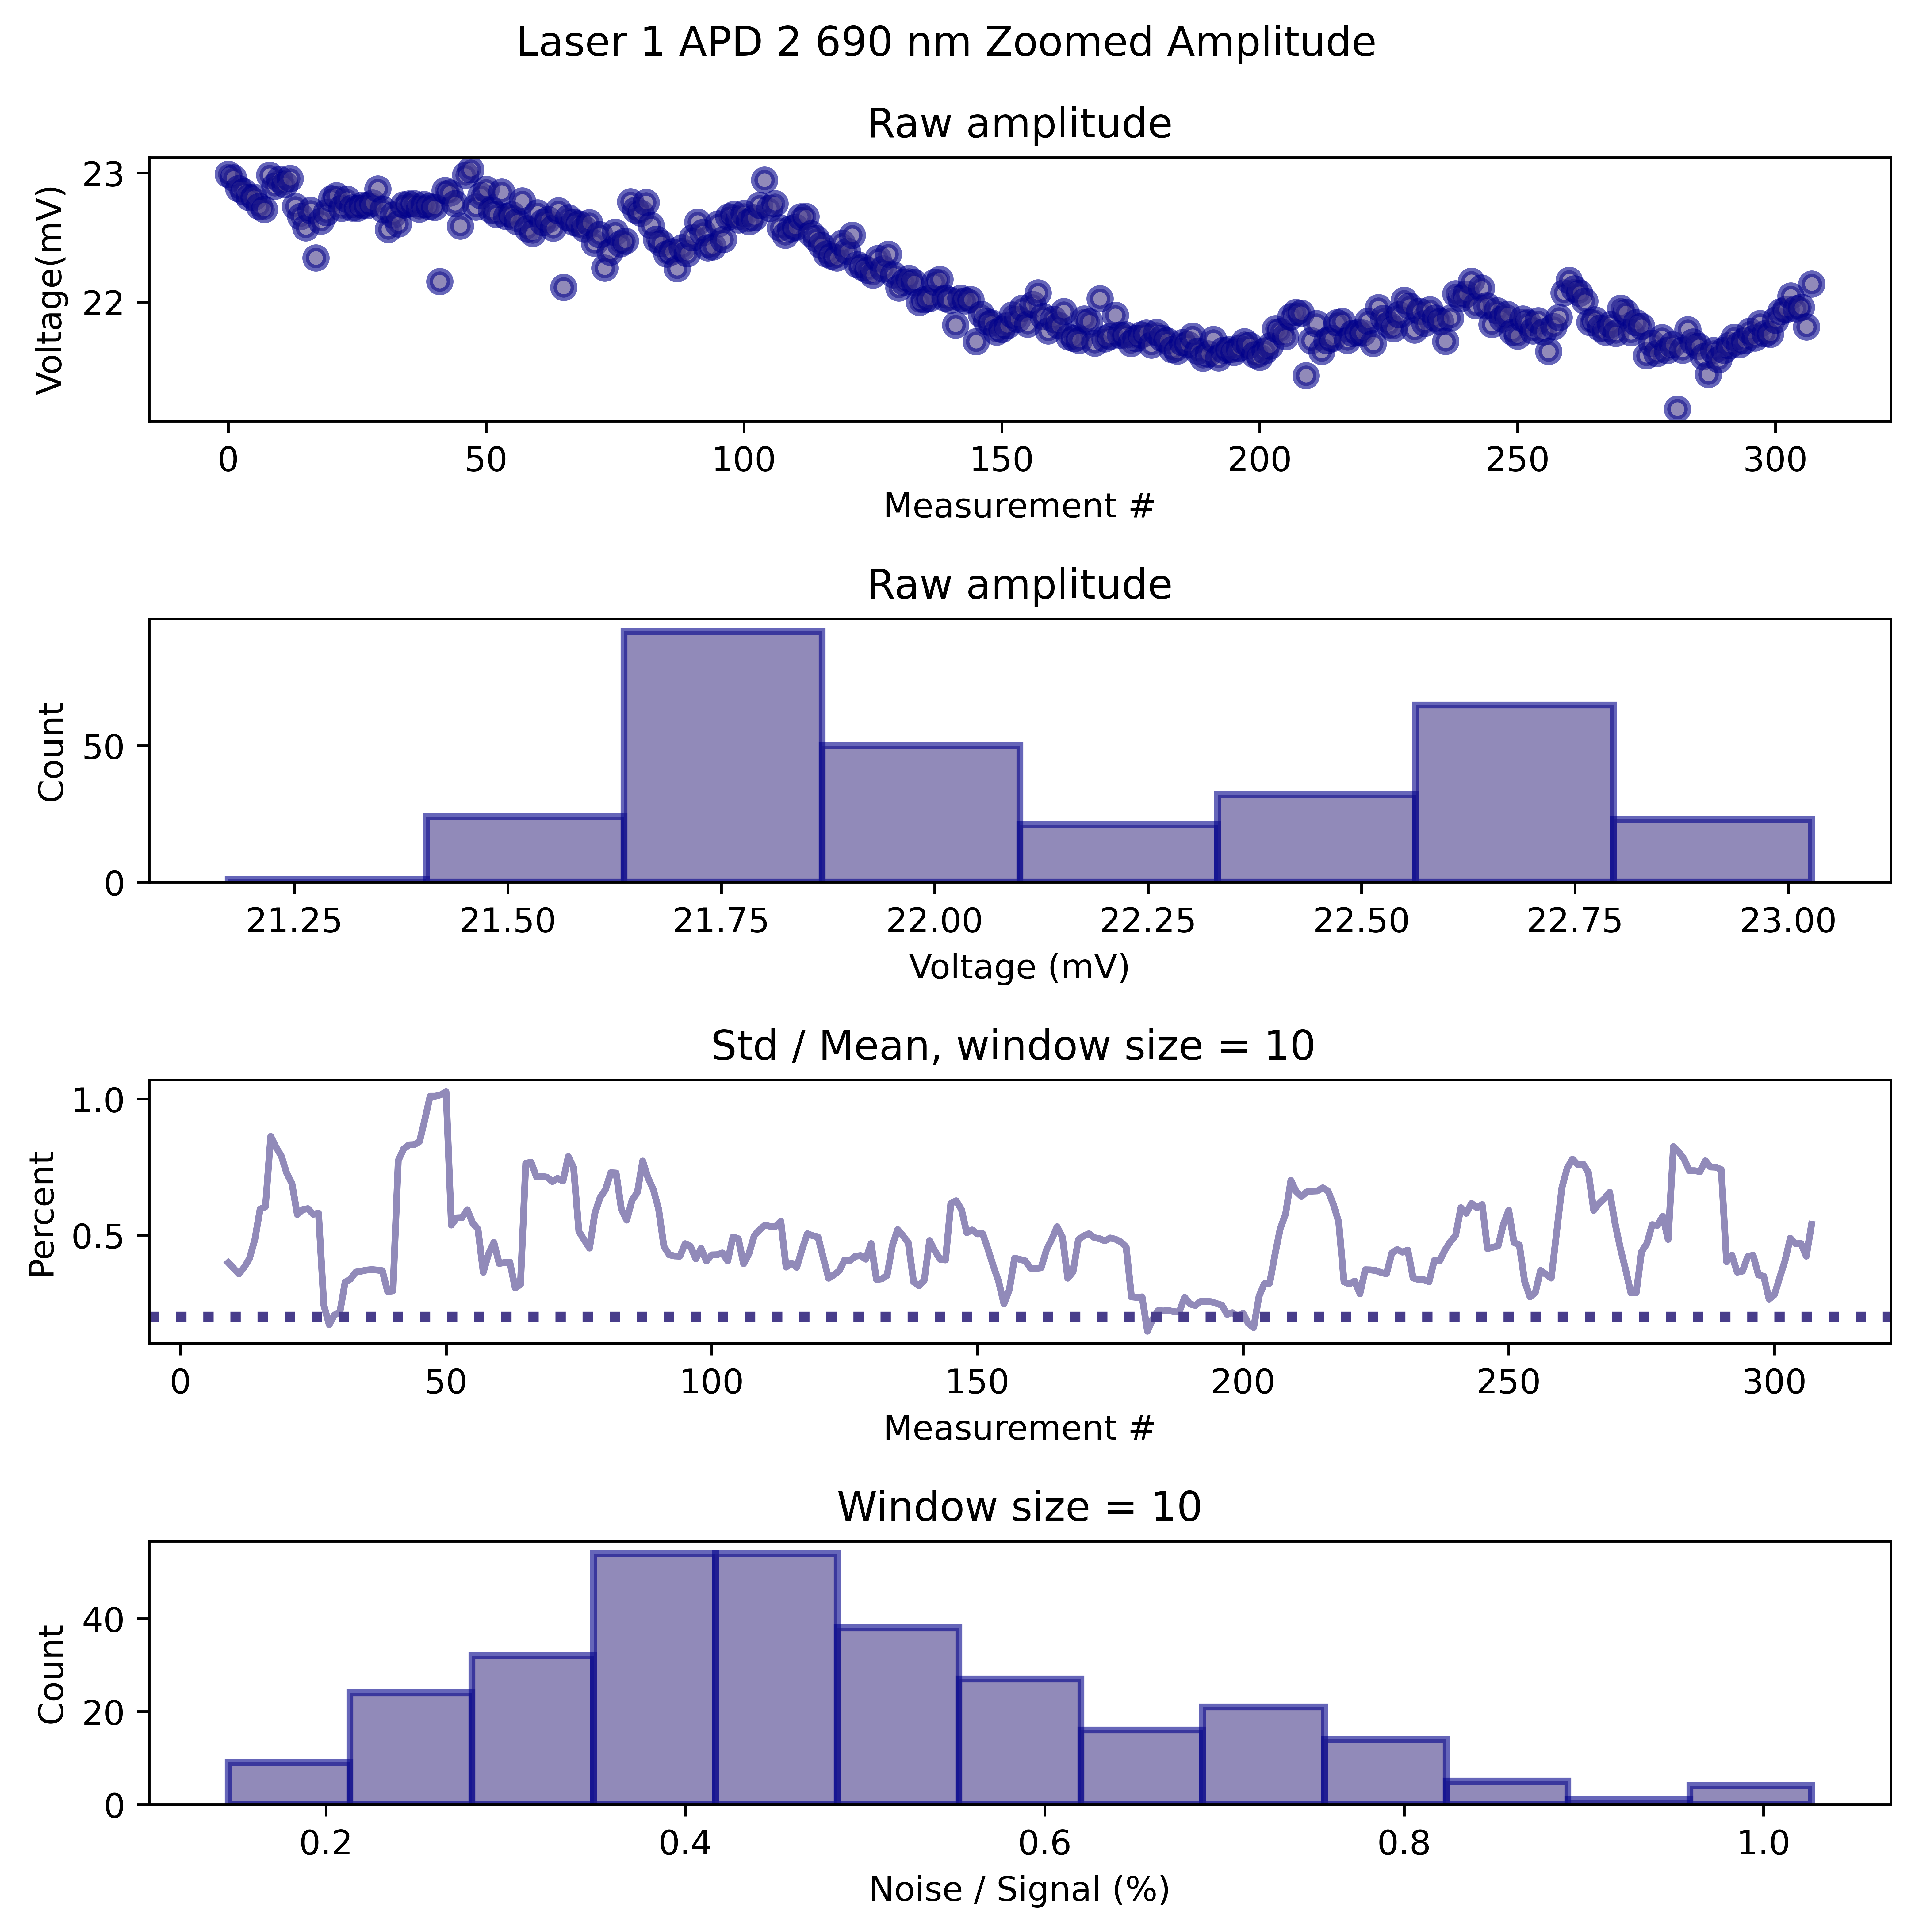 Laser 1 APD 2 690 nm Zoomed Amplitude
Raw amplitude
23
22
Voltage(mV)
0 50 100 150 200 250 300
Measurement #
Raw amplitude
50
0
Count
21.25 21.50 21.75 22.00 22.25 22.50 22.75 23.00
Voltage (mV)
Std / Mean, window size = 10
1.0
0.5
Percent
0 50 100 150 200 250 300
Measurement #
Window size = 10
40
20
0
Count
0.2 0.4 0.6 0.8 1.0
Noise / Signal (%)